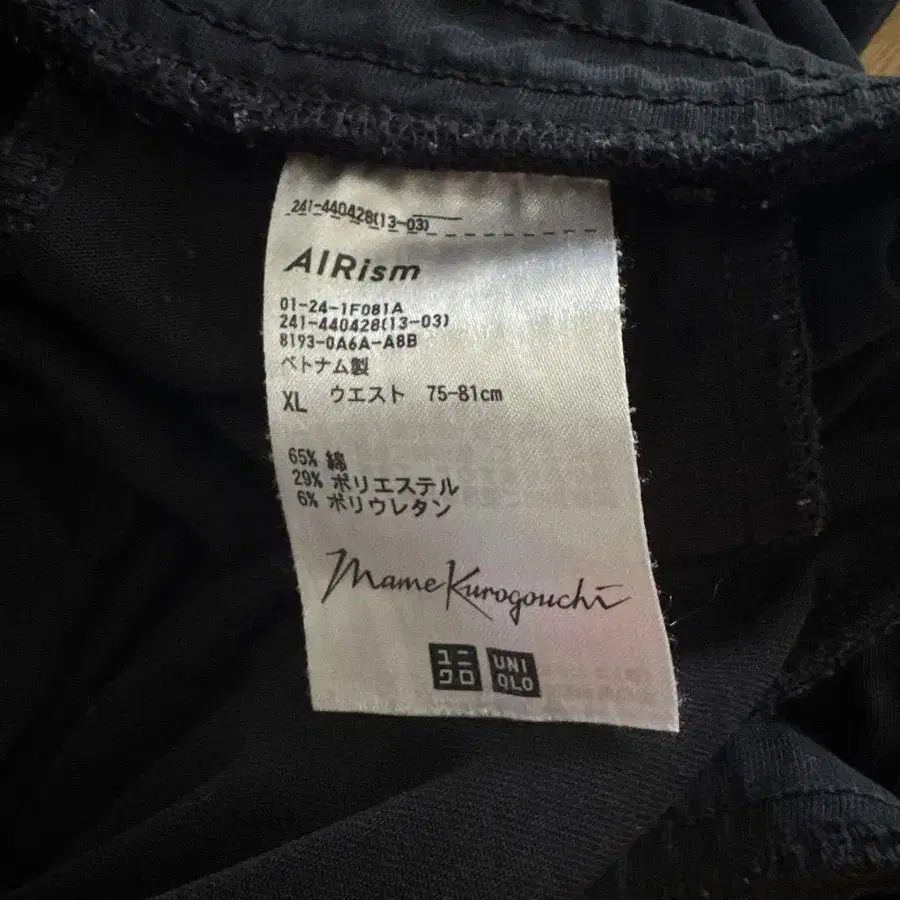 241-440428(13-03)
AIRism
01-24-1F081A
241-440428(13-03)
8193-0A6A-A8B
ベトナム製
XL ウエスト 75-81cm
65% 綿
29% ポリエステル
6% ポリウレタン
Mame Kurogouchi
ユニ UNI
クロ QLO